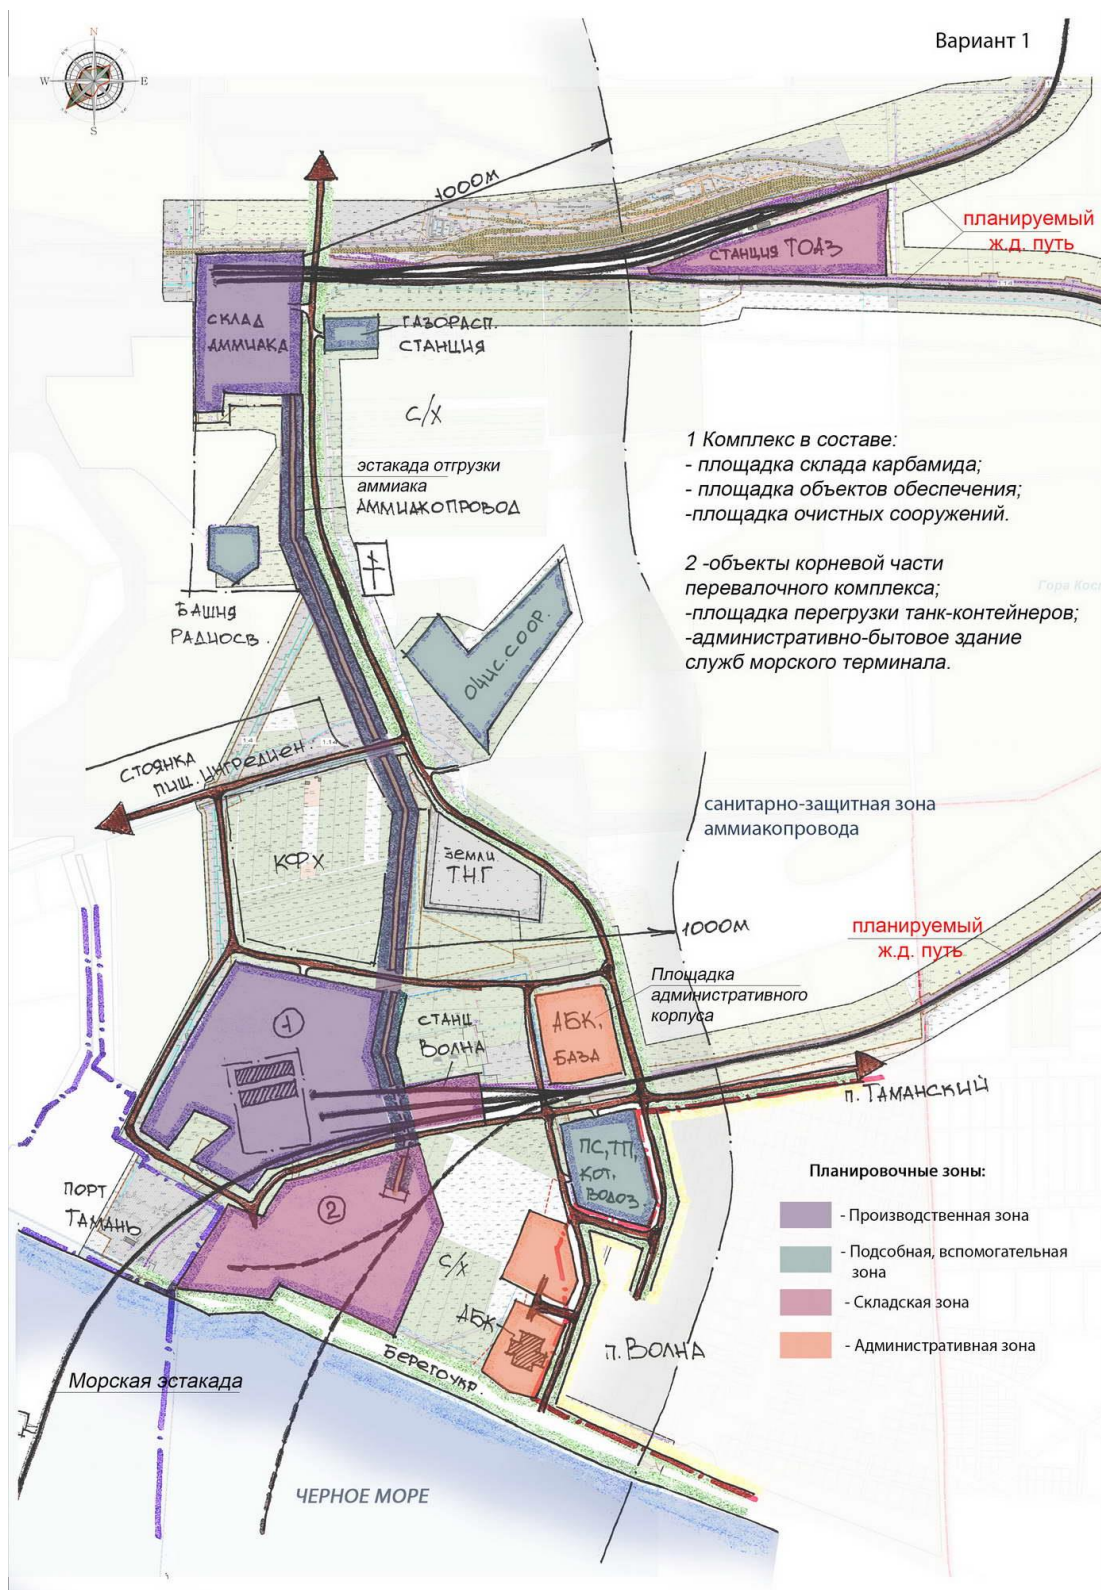 Вариант 1
N
W
E
S
1000М
планируемый
ж.д. путь
СТАНЦИЯ ТОАЗ
СКЛАД
АММИАКА
ГАЗОРАСП.
СТАНЦИЯ
С/Х
эстакада отгрузки
аммиака
АММИАКОПРОВОД
1 Комплекс в составе:
- площадка склада карбамида;
- площадка объектов обеспечения;
-площадка очистных сооружений.
2 -объекты корневой части
перевалочного комплекса;
-площадка перегрузки танк-контейнеров;
-административно-бытовое здание
служб морского терминала.
БАШНЯ
РАДИОСВ.
ОЧИС.СООР.
СТОЯНКА
ПИЩ. ИНГРЕДИЕН.
санитарно-защитная зона
аммиакопровода
КФХ
ЗЕМЛИ
ТНГ
1000М
планируемый
ж.д. путь
Площадка
административного
корпуса
1
СТАНЦ
ВОЛНА
АБК,
БАЗА
п. ТАМАНСКИЙ
ПС,ТП,
КОТ.
ВОДОЗ.
ПОРТ
ТАМАНЬ
2
С/Х
АБК
п. ВОЛНА
БЕРЕГОУКР.
Морская эстакада
ЧЕРНОЕ МОРЕ
Планировочные зоны:
- Производственная зона
- Подсобная, вспомогательная
зона
- Складская зона
- Административная зона